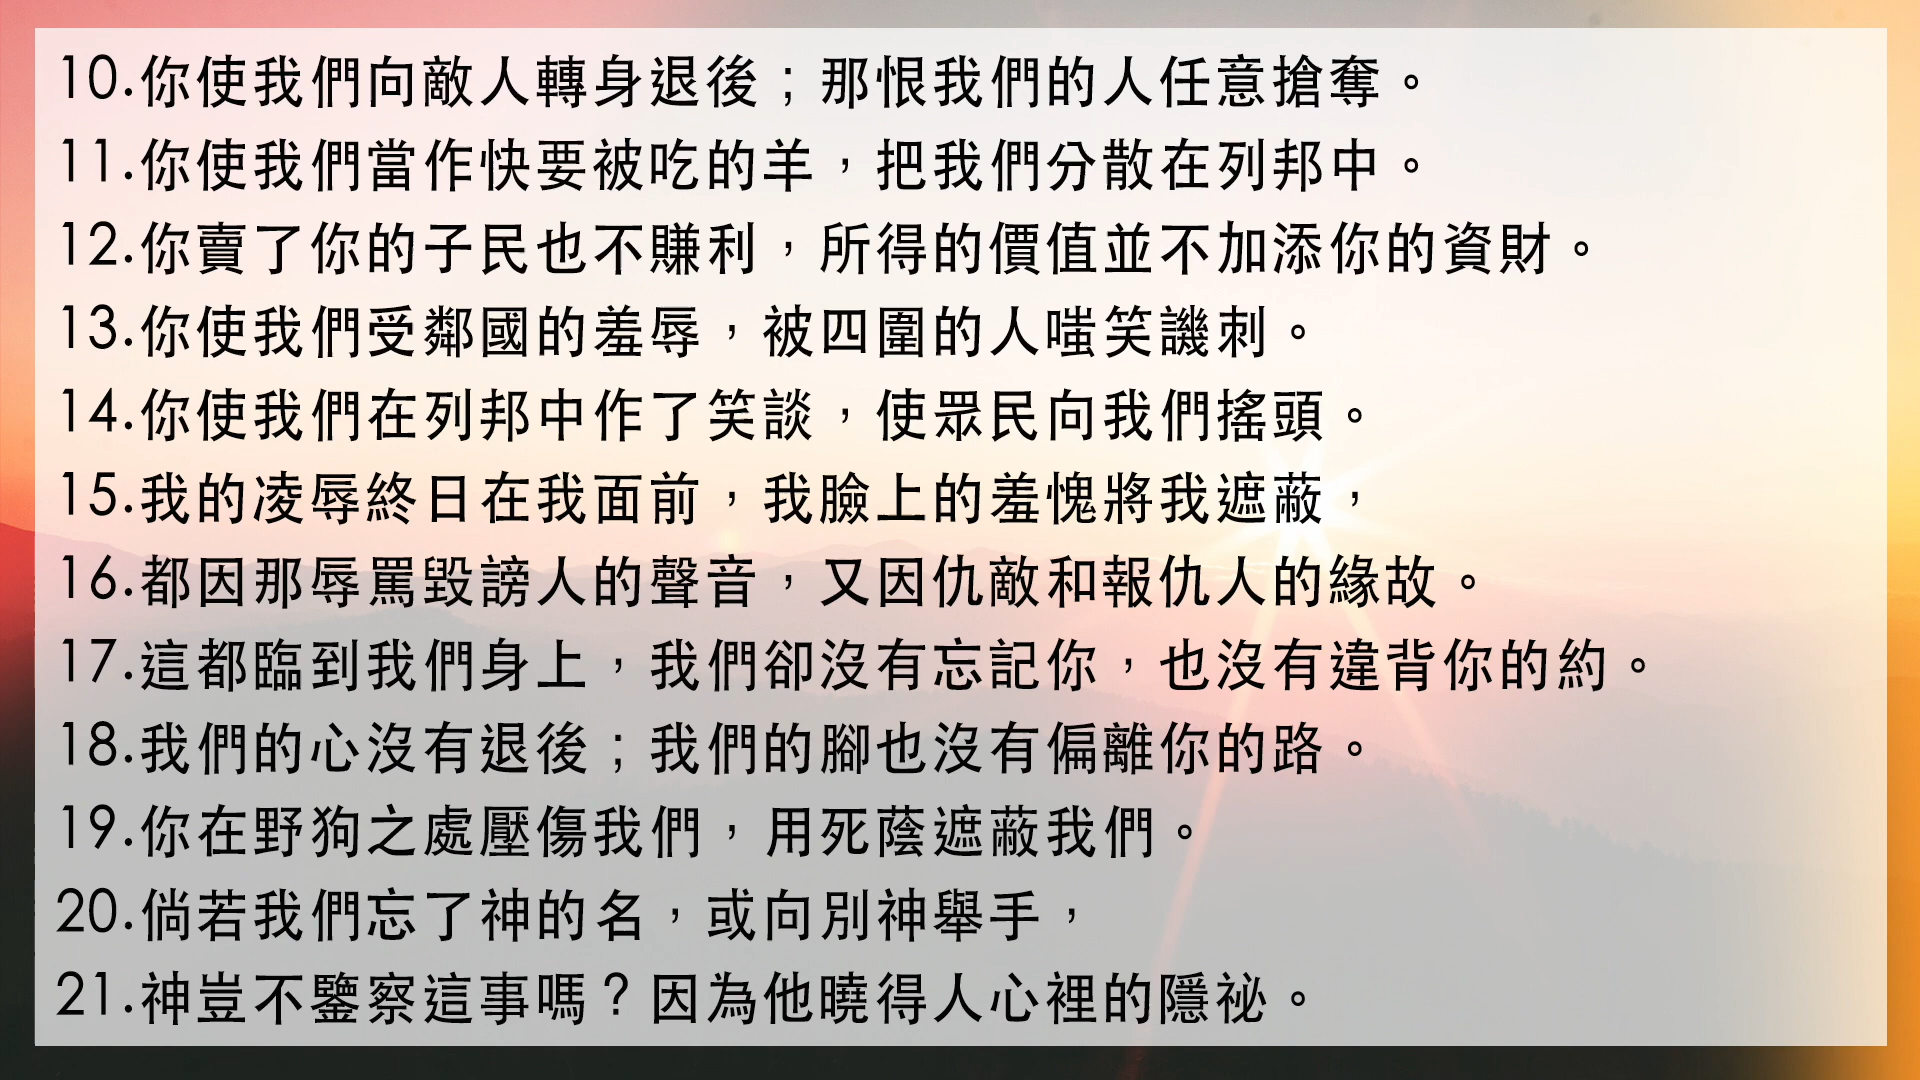 10.你使我們向敵人轉身退後；那恨我們的人任意搶奪。
11.你使我們當作快要被吃的羊，把我們分散在列邦中。
12.你賣了你的子民也不賺利，所得的價值並不加添你的資財。
13.你使我們受鄰國的羞辱，被四圍的人嗤笑譏刺。
14.你使我們在列邦中作了笑談，使眾民向我們搖頭。
15.我的凌辱終日在我面前，我臉上的羞愧將我遮蔽，
16.都因那辱罵毀謗人的聲音，又因仇敵和報仇人的緣故。
17.這都臨到我們身上，我們卻沒有忘記你，也沒有違背你的約。
18.我們的心沒有退後；我們的腳也沒有偏離你的路。
19.你在野狗之處壓傷我們，用死蔭遮蔽我們。
20.倘若我們忘了神的名，或向別神舉手，
21.神豈不鑒察這事嗎？因為他曉得人心裡的隱祕。